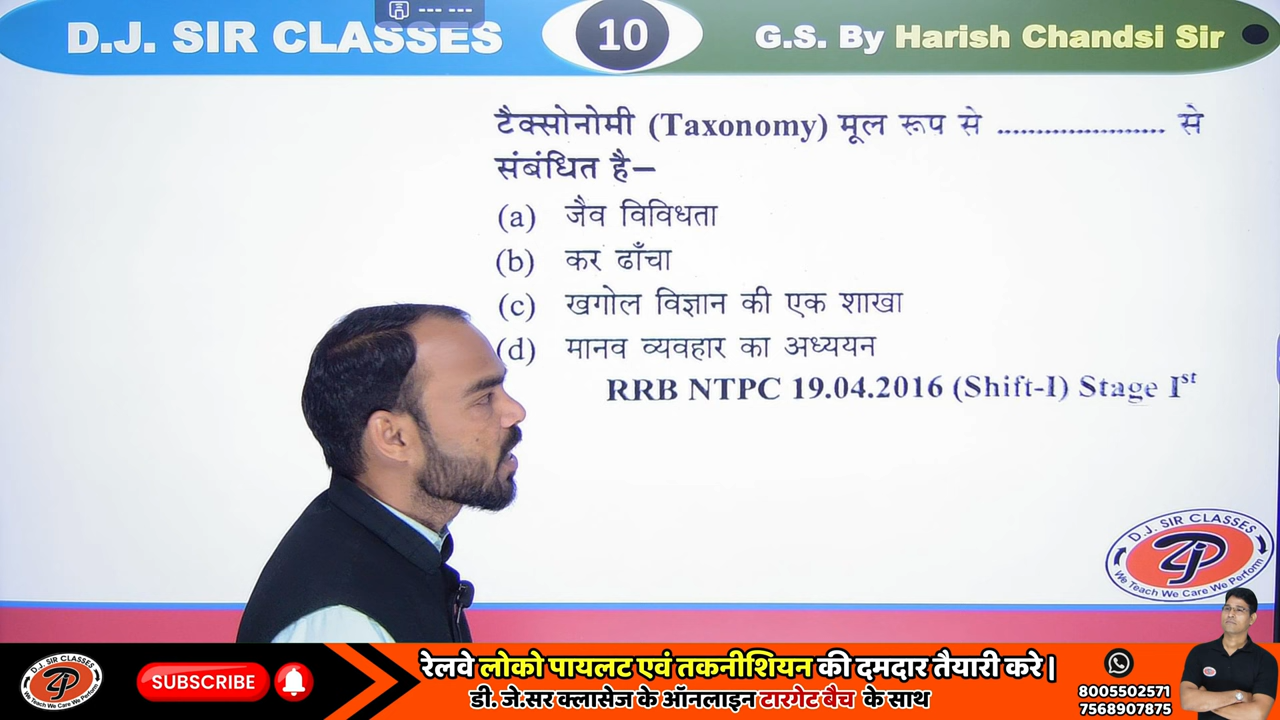 --- ---
D.J. SIR CLASSES
10
G.S. By Harish Chandsi Sir
टैक्सोनोमी (Taxonomy) मूल रूप से ...................... से
संबंधित है–
(a) जैव विविधता
(b) कर ढाँचा
(c) खगोल विज्ञान की एक शाखा
(d) मानव व्यवहार का अध्ययन
RRB NTPC 19.04.2016 (Shift-I) Stage Ist
D.J. SIR CLASSES
We Teach We Care We Perform
D.J. SIR CLASSES
SUBSCRIBE
रेलवे लोको पायलट एवं तकनीशियन की दमदार तैयारी करे |
डी. जे.सर क्लासेज के ऑनलाइन टारगेट बैच के साथ
8005502571
7568907875